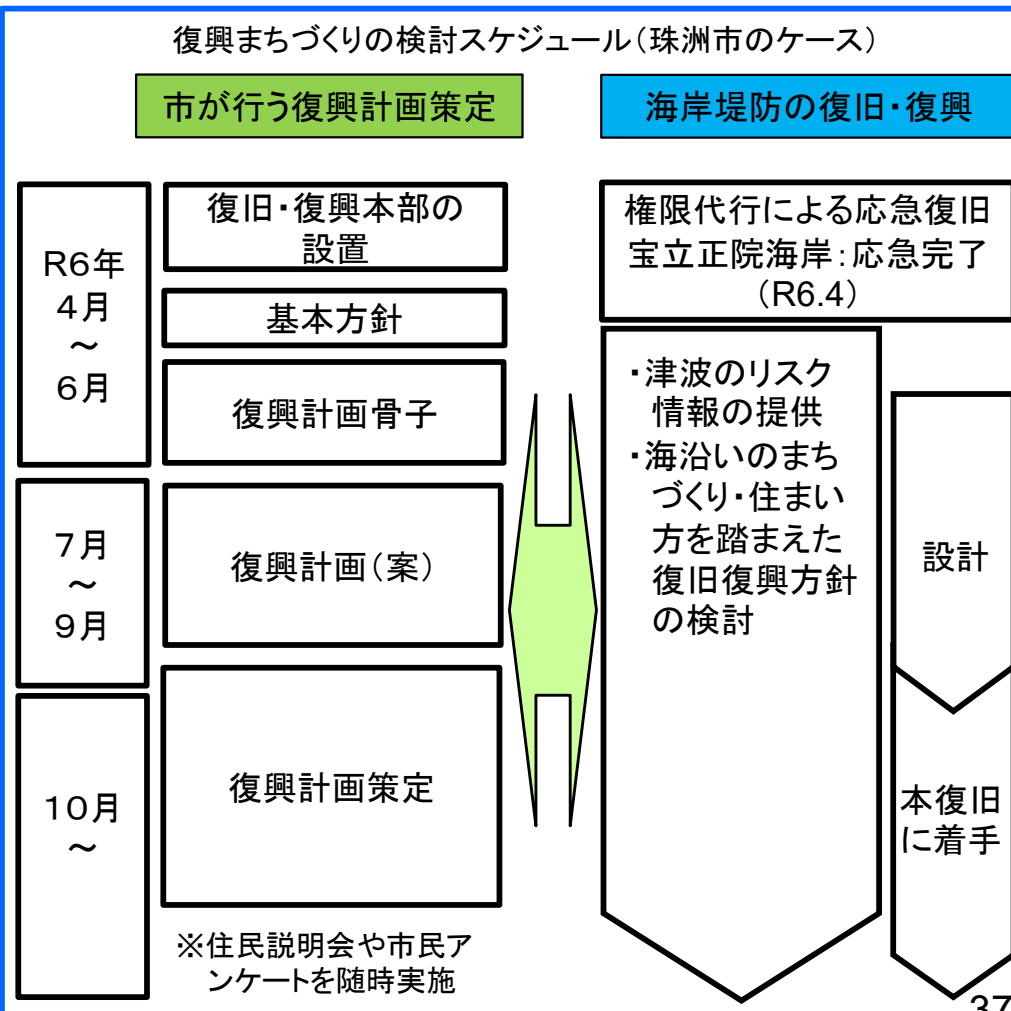 復興まちづくりの検討スケジュール（珠洲市のケース）
市が行う復興計画策定
海岸堤防の復旧・復興
R6年
4月
～
6月
復旧・復興本部の
設置
基本方針
復興計画骨子
7月
～
9月
復興計画（案）
10月
～
復興計画策定
※住民説明会や市民ア
ンケートを随時実施
権限代行による応急復旧
宝立正院海岸：応急完了
（R6.4）
・津波のリスク
情報の提供
・海沿いのまち
づくり・住まい
方を踏まえた
復旧復興方針
の検討
設計
本復旧
に着手
37